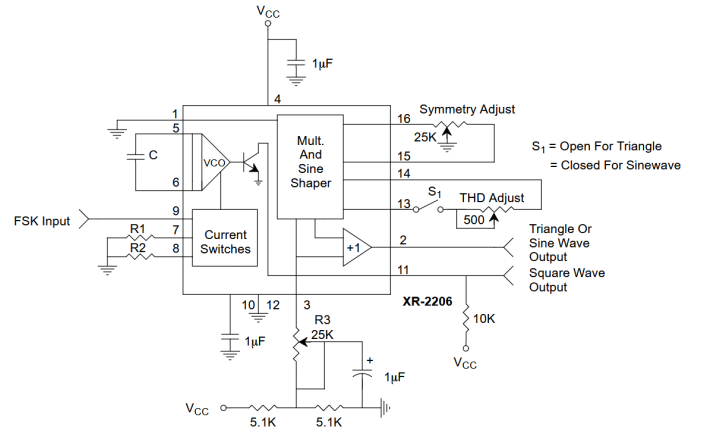 VCC
1μF
4
1
5
C
6
VCO
Mult.
And
Sine
Shaper
16
Symmetry Adjust
25K
15
14
S1
13
THD Adjust
500
S1 = Open For Triangle
= Closed For Sinewave
FSK Input
9
R1
7
R2
8
Current
Switches
+1
2
Triangle Or
Sine Wave
Output
11
Square Wave
Output
XR-2206
10
12
3
1μF
R3
25K
+
1μF
10K
VCC
VCC
5.1K
5.1K